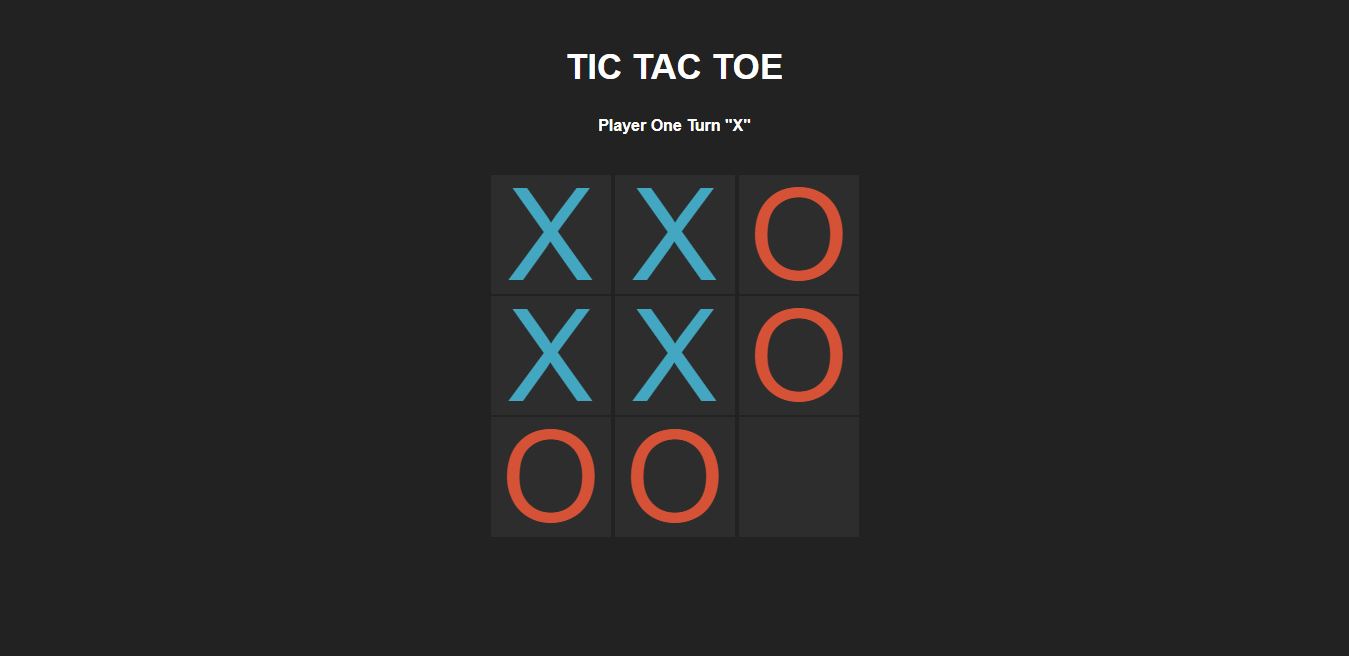 TIC TAC TOE
Player One Turn "X"
X X O
X X O
O O